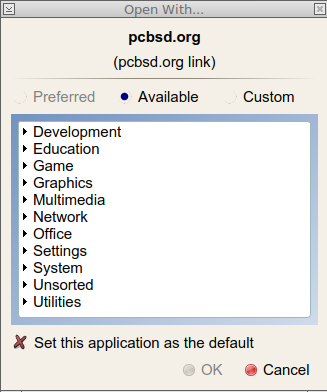 Open With...
pcbsd.org
(pcbsd.org link)
Preferred Available Custom
Development
Education
Game
Graphics
Multimedia
Network
Office
Settings
System
Unsorted
Utilities
Set this application as the default
OK Cancel